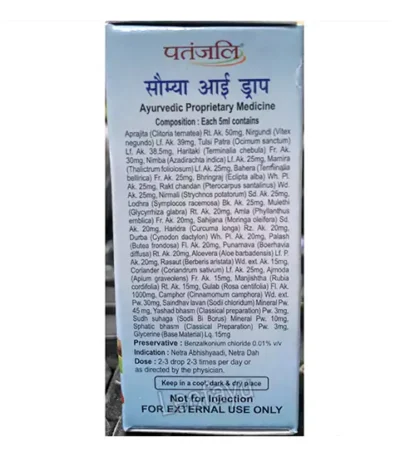 पतंजलि
सौम्या आई ड्राप
Ayurvedic Proprietary Medicine
Composition : Each 5ml contains
Aprajita (Clitoria ternatea) Rt. Ak. 50mg, Nirgundi (Vitex
negundo) Lf. Ak. 39mg, Tulsi Patra (Ocimum sanctum)
Lf. Ak. 38.5mg, Haritaki (Terminalia chebula) Fr. Ak.
30mg, Nimba (Azadirachta indica) Lf. Ak. 25mg, Mamira
(Thalictrum foliolosum) Lf. Ak. 25mg, Bahera (Terminalia
bellirica) Fr. Ak. 25mg, Bhringraj (Eclipta alba) Wh. Pl.
Ak. 25mg, Rakt chandan (Pterocarpus santalinus) Wd.
Ak. 25mg, Nirmali (Strychnos potatorum) Sd. Ak. 25mg,
Lodhra (Symplocos racemosa) Bk. Ak. 25mg, Mulethi
(Glycyrrhiza glabra) Rt. Ak. 20mg, Amla (Phyllanthus
emblica) Fr. Ak. 20mg, Sahijana (Moringa oleifera) Sd.
Ak. 20mg, Haridra (Curcuma longa) Rz. Ak. 20mg,
Durba (Cynodon dactylon) Wh. Pl. Ak. 20mg, Palash
(Butea frondosa) Fl. Ak. 20mg, Punarnava (Boerhavia
diffusa) Rt. Ak. 20mg, Aloevera (Aloe barbadensis) Lf. P.
Ak. 20mg, Rasaut (Berberis aristata) Wd. ext. Ak. 15mg,
Coriander (Coriandrum sativum) Lf. Ak. 25mg, Ajmoda
(Apium graveolens) Fr. Ak. 15mg, Manjishtha (Rubia
cordifolia) Rt. Ak. 15mg, Gulab (Rosa centifolia) Fl. Ak.
1000mg, Camphor (Cinnamomum camphora) Wd. ext.
Pw. 30mg, Saindhav lavan (Sodii chloridum) Mineral Pw.
45 mg, Yashad bhasm (Classical preparation) Pw. 3mg,
Sudh suhaga (Sodii Bi Borus) Mineral Pw. 10mg,
Sphatic bhasm (Classical Preparation) Pw. 3mg,
Glycerine (Base Material) Lq. 15mg
Preservative : Benzalkonium chloride 0.01% v/v
Indication : Netra Abhishyaadi, Netra Dah
Dose : 2-3 drop 2-3 times per day or
as directed by the physician.
Keep in a cool, dark & dry place
Not for Injection
FOR EXTERNAL USE ONLY